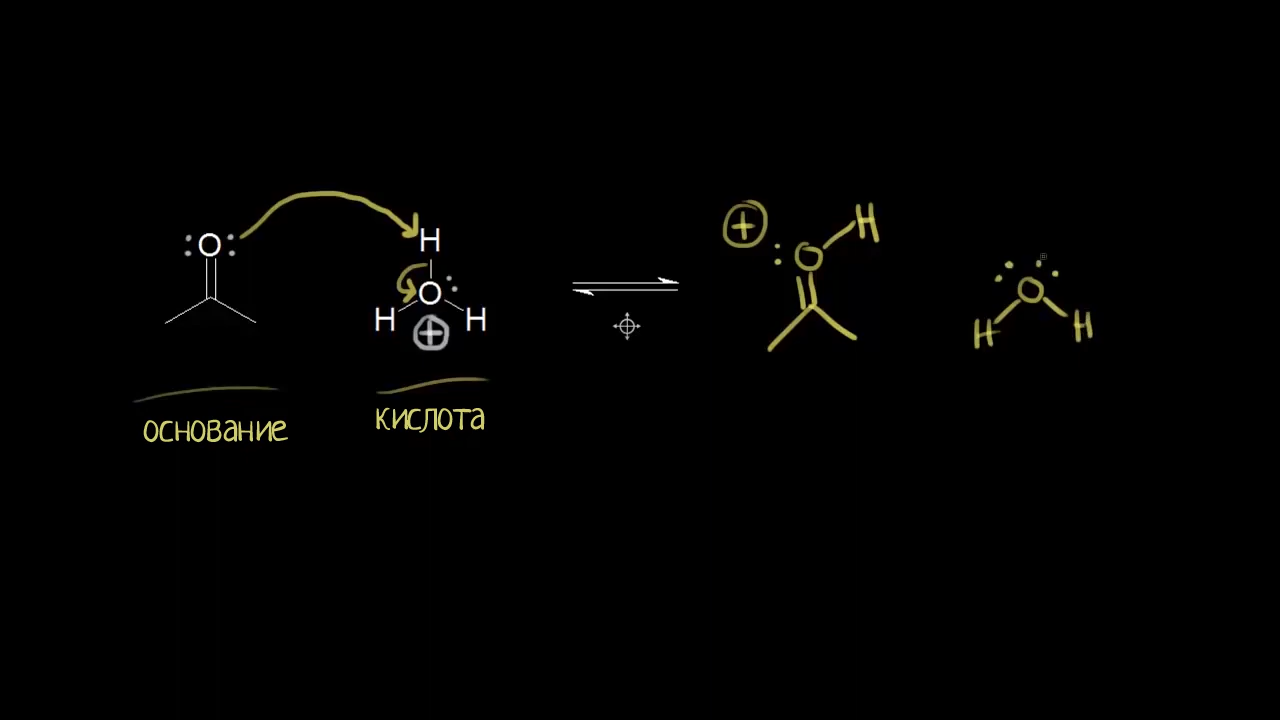 H
:O: H :O
O: H O
H H H H
+
основание кислота